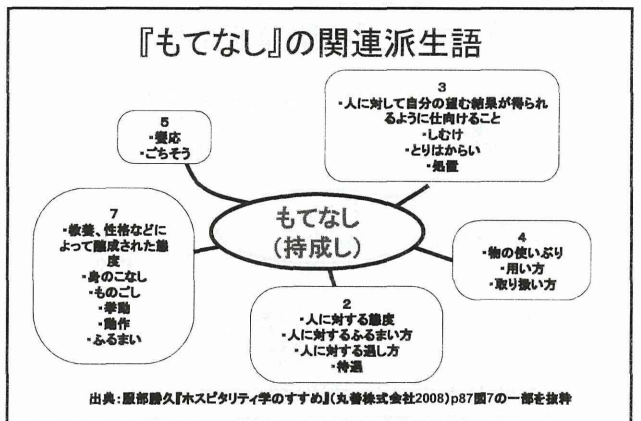 『もてなし』の関連派生語
3
・人に対して自分の望む結果が得られ
るように仕向けること
・しむけ
・とりはからい
・処置
5
・饗応
・ごちそう
もてなし
（持成し）
7
・教養、性格などに
よって醸成された態
度
・身のこなし
・ものごし
・挙動
・動作
・ふるまい
4
・物の使いぶり
・用い方
・取り扱い方
2
・人に対する態度
・人に対するふるまい方
・人に対する遇し方
・待遇
出典：服部勝久『ホスピタリティ学のすすめ』（丸善株式会社2008）p87図7の一部を抜粋